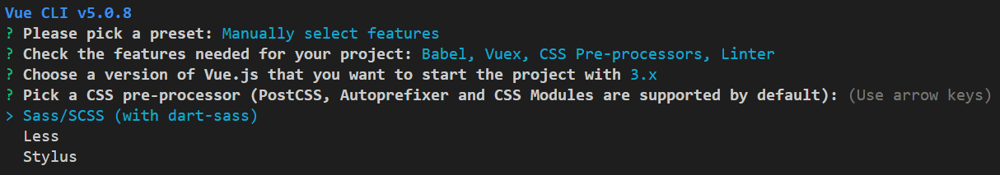 Vue CLI v5.0.8
? Please pick a preset: Manually select features
? Check the features needed for your project: Babel, Vuex, CSS Pre-processors, Linter
? Choose a version of Vue.js that you want to start the project with 3.x
? Pick a CSS pre-processor (PostCSS, Autoprefixer and CSS Modules are supported by default): (Use arrow keys)
> Sass/SCSS (with dart-sass)
Less
Stylus